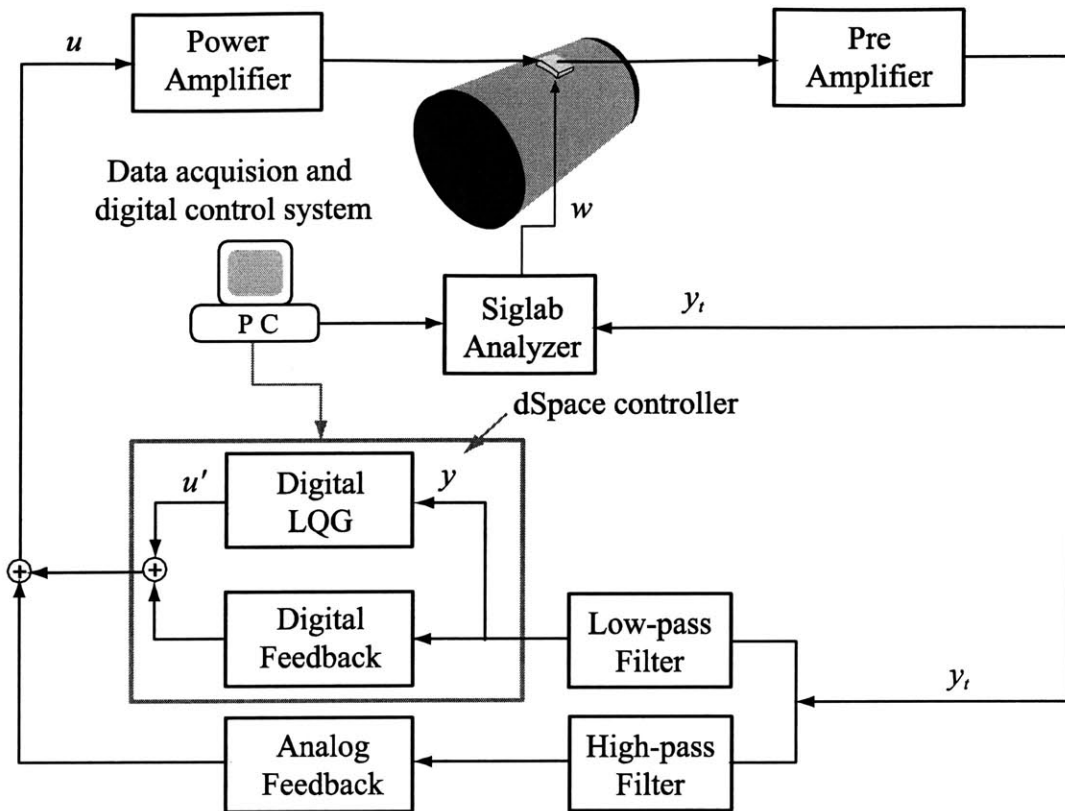 u
Power
Amplifier
Pre
Amplifier
Data acquision and
digital control system
w
P C
Siglab
Analyzer
y_t
dSpace controller
u'
Digital
LQG
y
+
+
Digital
Feedback
Low-pass
Filter
y_t
Analog
Feedback
High-pass
Filter